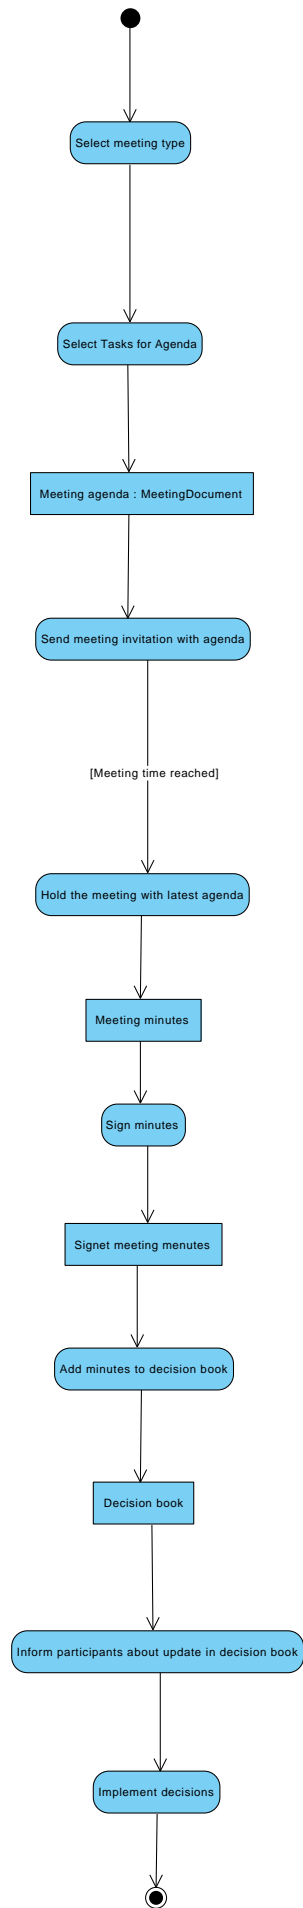 Select meeting type
Select Tasks for Agenda
Meeting agenda : MeetingDocument
Send meeting invitation with agenda
[Meeting time reached]
Hold the meeting with latest agenda
Meeting minutes
Sign minutes
Signet meeting menutes
Add minutes to decision book
Decision book
Inform participants about update in decision book
Implement decisions